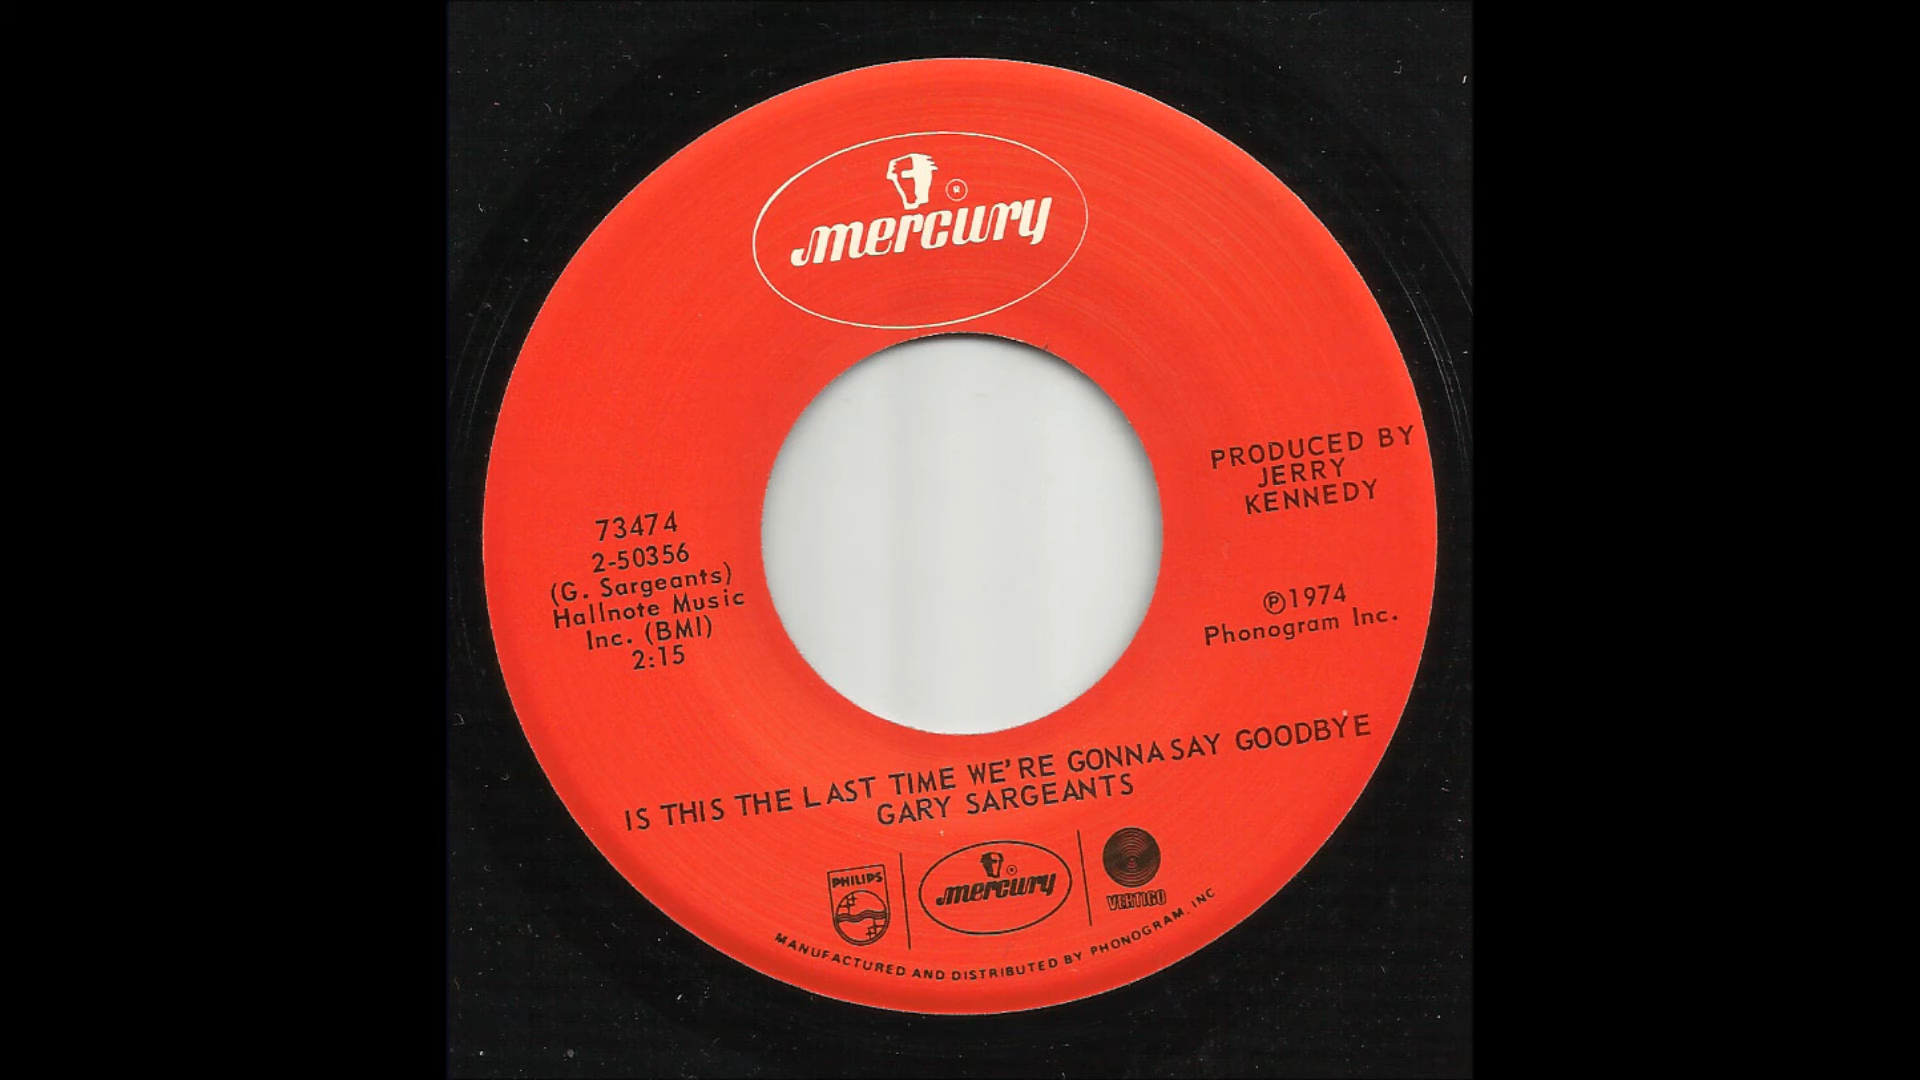 ®
mercury
PRODUCED BY
JERRY
KENNEDY
73474
2-50356
(G. Sargeants)
Hallnote Music
Inc. (BMI)
2:15
℗1974
Phonogram Inc.
IS THIS THE LAST TIME WE'RE GONNA SAY GOODBYE
GARY SARGEANTS
PHILIPS
®
mercury
VERTIGO
MANUFACTURED AND DISTRIBUTED BY PHONOGRAM, INC